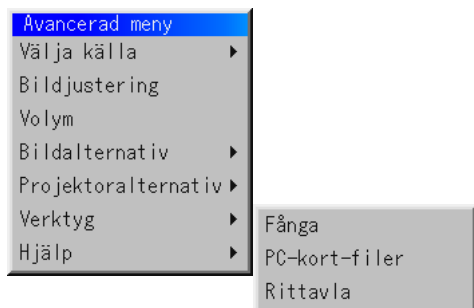 Avancerad meny
Välja källa
Bildjustering
Volym
Bildalternativ
Projektoralternativ
Verktyg
Hjälp
Fånga
PC-kort-filer
Rittavla